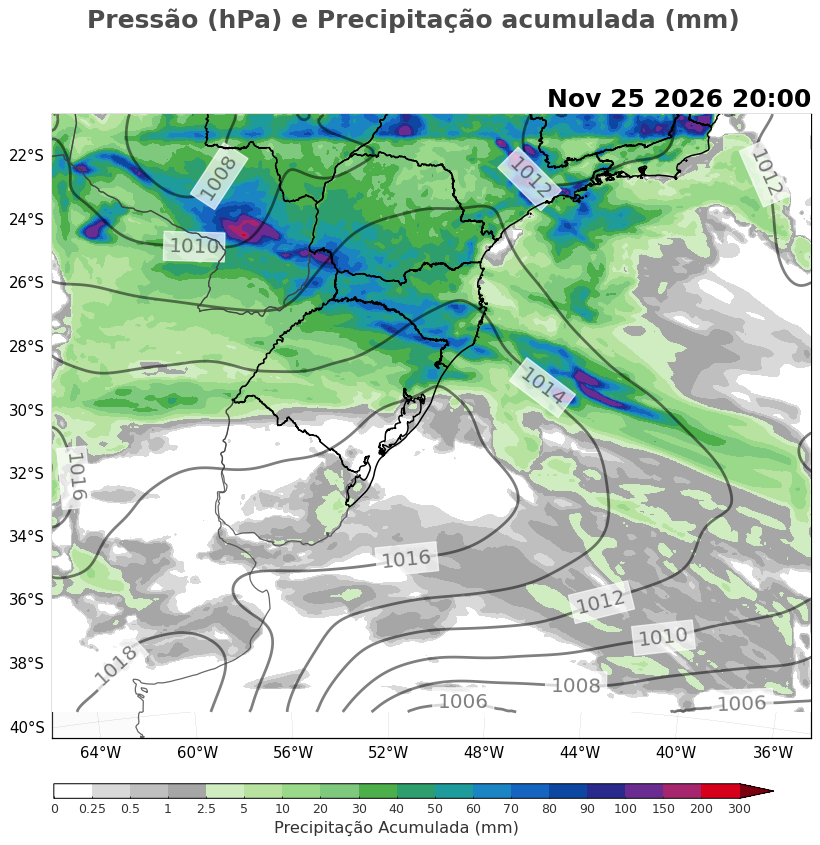 Pressão (hPa) e Precipitação acumulada (mm)
Nov 25 2026 20:00
22°S
24°S
26°S
28°S
30°S
32°S
34°S
36°S
38°S
40°S
1008
1010
1012
1012
1014
1016
1016
1012
1010
1008
1006
1006
1018
64°W 60°W 56°W 52°W 48°W 44°W 40°W 36°W
0 0.25 0.5 1 2.5 5 10 20 30 40 50 60 70 80 90 100 150 200 300
Precipitação Acumulada (mm)